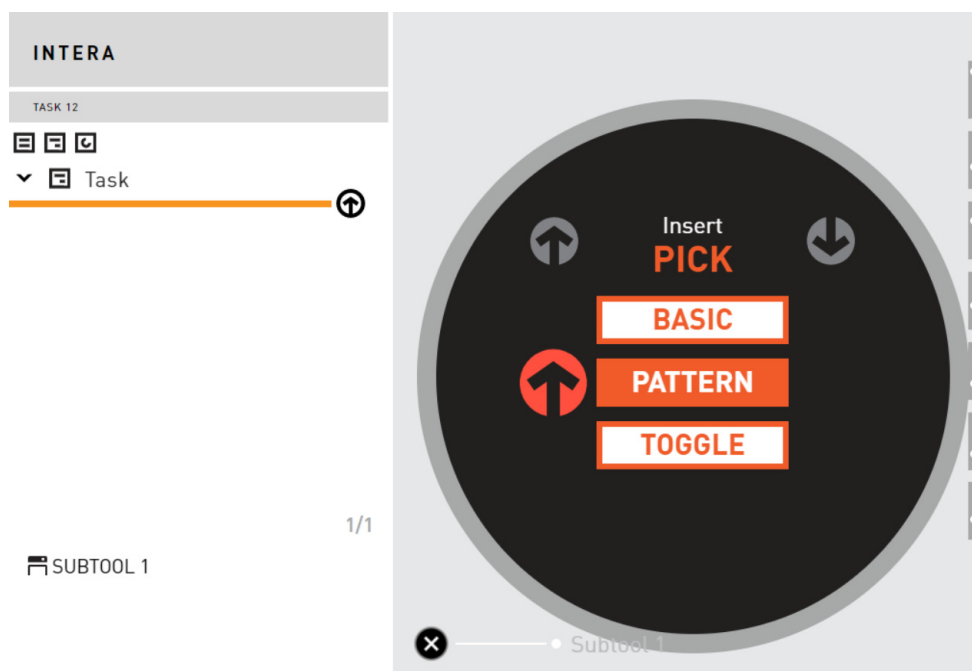 INTERA
TASK 12
Task
1/1
SUBTOOL 1
Insert
PICK
BASIC
PATTERN
TOGGLE
Subtool 1